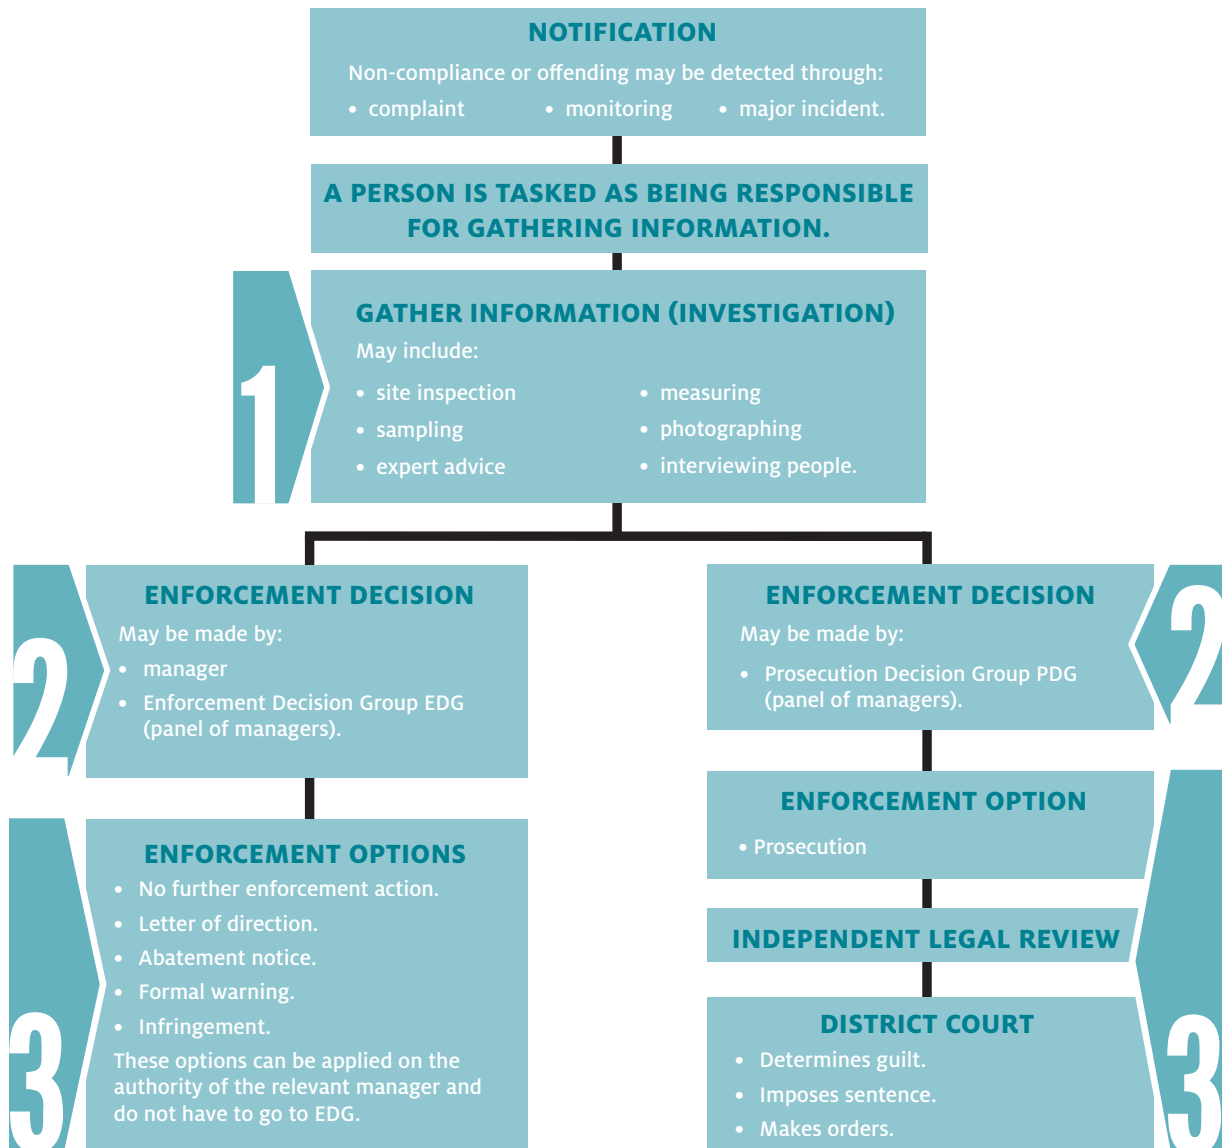 NOTIFICATION
Non-compliance or offending may be detected through:
• complaint • monitoring • major incident.
A PERSON IS TASKED AS BEING RESPONSIBLE
FOR GATHERING INFORMATION.
1
GATHER INFORMATION (INVESTIGATION)
May include:
• site inspection
• sampling
• expert advice
• measuring
• photographing
• interviewing people.
2
ENFORCEMENT DECISION
May be made by:
• manager
• Enforcement Decision Group EDG
(panel of managers).
3
ENFORCEMENT OPTIONS
• No further enforcement action.
• Letter of direction.
• Abatement notice.
• Formal warning.
• Infringement.
These options can be applied on the
authority of the relevant manager and
do not have to go to EDG.
2
ENFORCEMENT DECISION
May be made by:
• Prosecution Decision Group PDG
(panel of managers).
3
ENFORCEMENT OPTION
• Prosecution
INDEPENDENT LEGAL REVIEW
DISTRICT COURT
• Determines guilt.
• Imposes sentence.
• Makes orders.